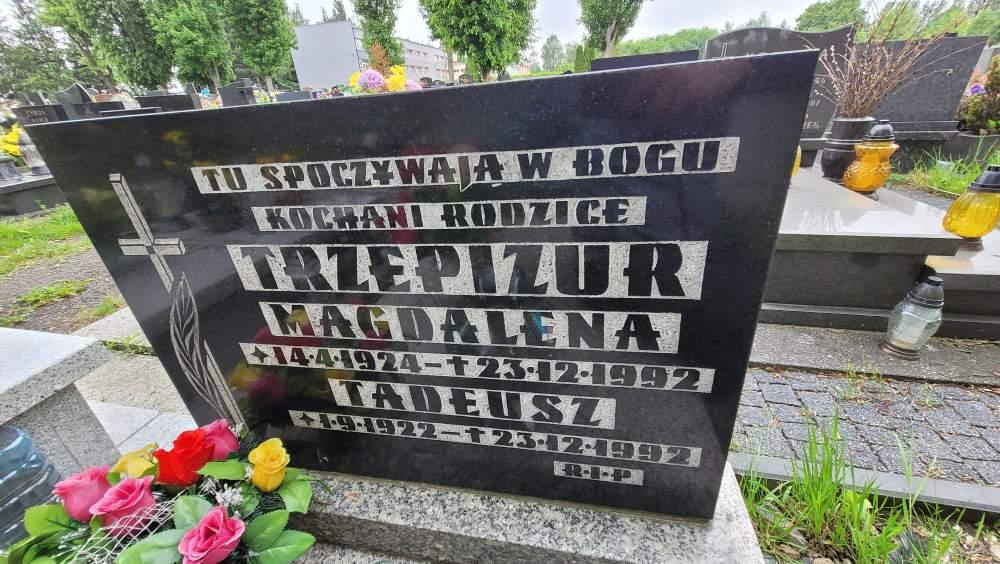 TU SPOCZYWAJĄ W BOGU
KOCHANI RODZICE
TRZEPIZUR
MAGDALENA
✦14·4·1924–✝23·12·1992
TADEUSZ
✦1·9·1922–✝23·12·1992
R·I·P